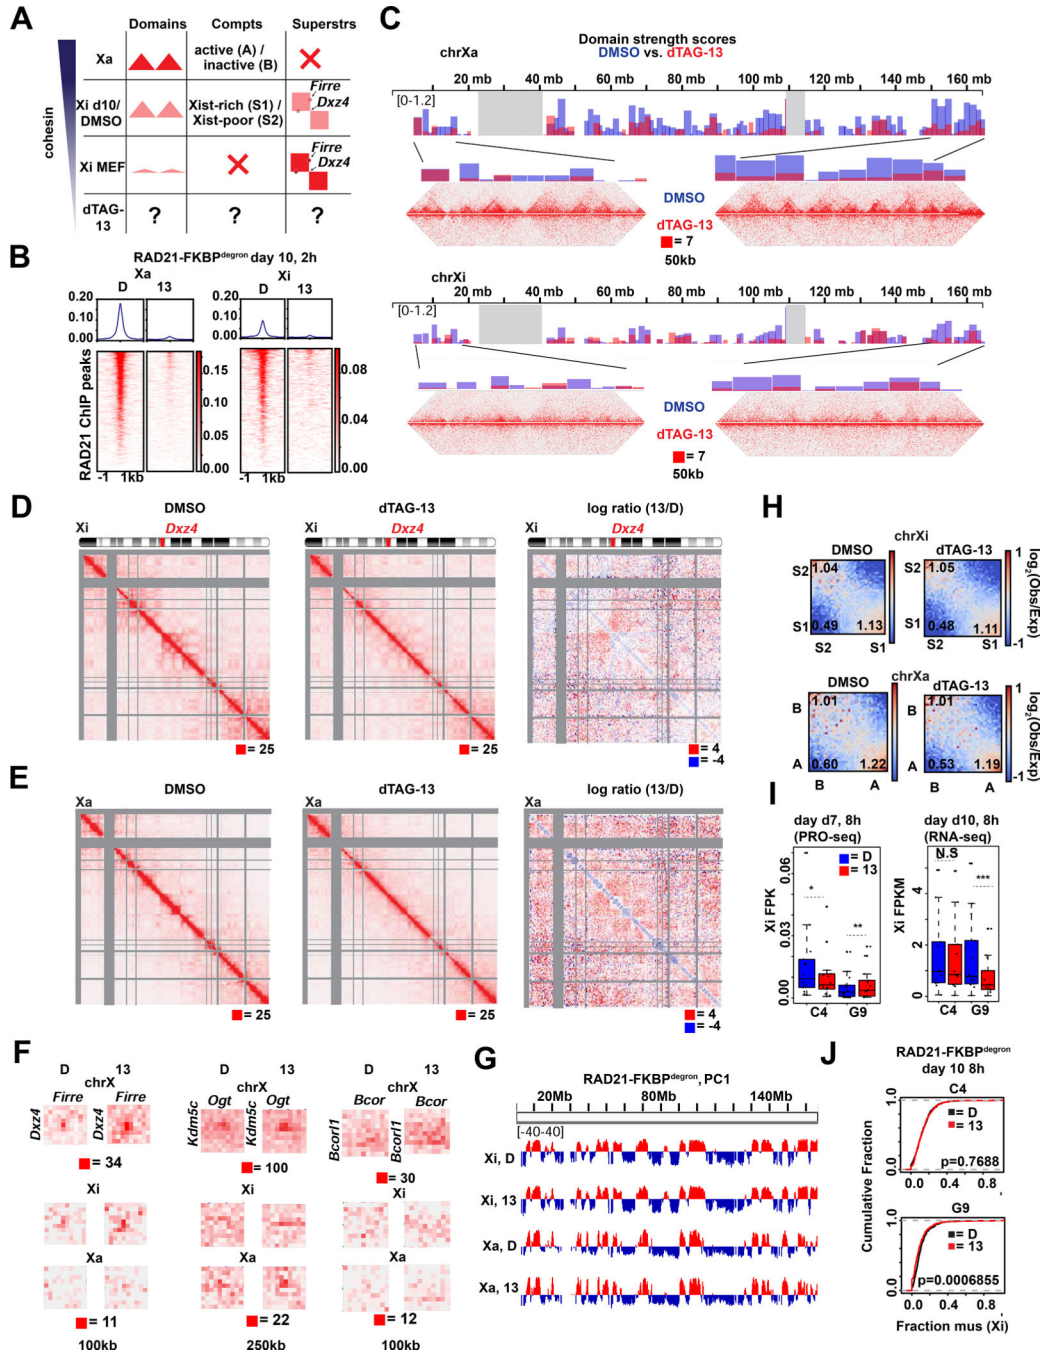 A
Domains Compts Superstrs
cohesin
Xa
active (A) /
inactive (B)
Xi d10/
DMSO
Xist-rich (S1) /
Xist-poor (S2)
Firre
Dxz4
Xi MEF
Firre
Dxz4
dTAG-
13
? ? ?
B
RAD21-FKBPdegron day 10, 2h
Xa Xi
D 13 D 13
0.20
0.10
0.00
0.20
0.10
0.00
RAD21 ChIP peaks
0.15
0.10
0.05
0.00
0.08
0.04
0.00
-1 1kb -1 1kb
C
Domain strength scores
DMSO vs. dTAG-13
chrXa
20 mb 40 mb 60 mb 80 mb 100 mb 120 mb 140 mb 160 mb
[0-1.2]
DMSO
dTAG-13
= 7
50kb
chrXi
20 mb 40 mb 60 mb 80 mb 100 mb 120 mb 140 mb 160 mb
[0-1.2]
DMSO
dTAG-13
= 7
50kb
D
DMSO dTAG-13 log ratio (13/D)
Xi Dxz4 Xi Dxz4 Xi
= 25 = 25 = 4
= -4
E
DMSO dTAG-13 log ratio (13/D)
Xa Xa Xa
= 25 = 25 = 4
= -4
F
D 13 D 13 D 13
chrX chrX chrX
Firre Firre Ogt Ogt Bcor Bcor
Dxz4 Dxz4 Kdm5c Kdm5c Bcorl1 Bcorl1
= 34 = 100 = 30
Xi Xi Xi
Xa Xa Xa
= 11 = 22 = 12
100kb 250kb 100kb
G
RAD21-FKBPdegron, PC1
20Mb 80Mb 140Mb
[-40-40]
Xi, D
Xi, 13
Xa, D
Xa, 13
H
chrXi
DMSO dTAG-13
S2 1.04 S2 1.05
S1 0.49 1.13 S1 0.48 1.11
S2 S1 S2 S1
1
-1
log2(Obs/Exp)
chrXa
DMSO dTAG-13
B 1.01 B 1.01
A 0.60 1.22 A 0.53 1.19
B A B A
1
-1
log2(Obs/Exp)
I
day d7, 8h
(PRO-seq)
day d10, 8h
(RNA-seq)
Xi FPK
0.06
0.03
0.00
= D
= 13
*
**
C4 G9
Xi FPKM
4
2
0
N.S
***
C4 G9
J
RAD21-FKBPdegron
day 10 8h
C4
Cumulative Fraction
1.0
0.0
= D
= 13
p=0.7688
0.0 0.4 0.8
G9
1.0
0.0
= D
= 13
p=0.0006855
0.0 0.4 0.8
Fraction mus (Xi)